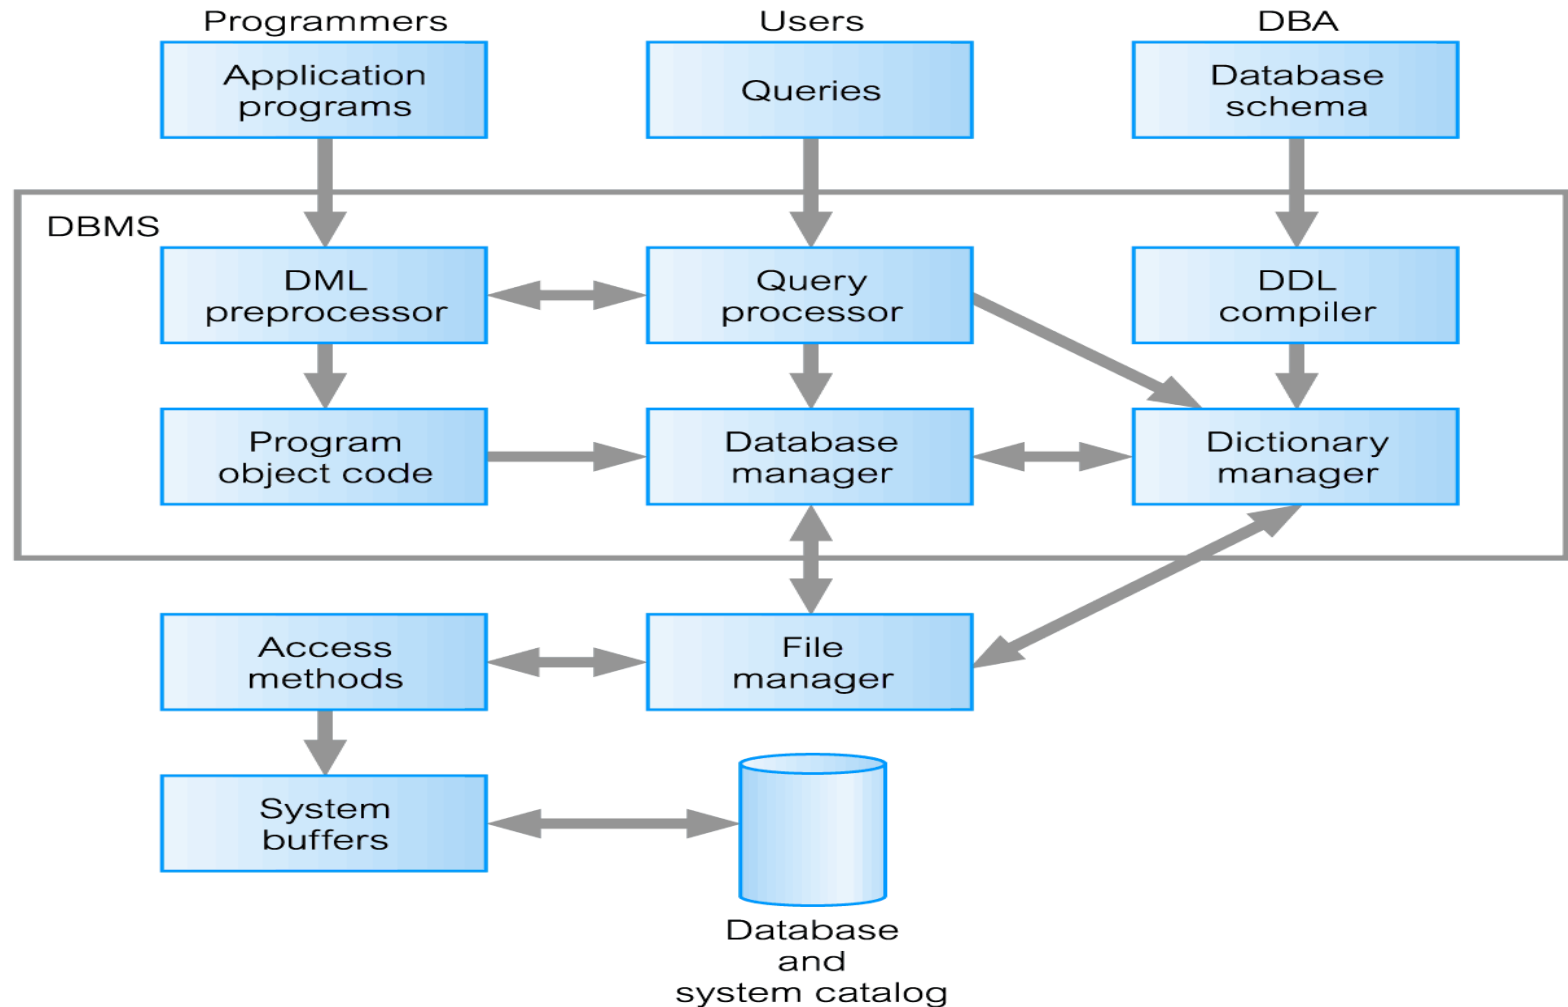 Programmers
Users
DBA
Application
programs
Queries
Database
schema
DBMS
DML
preprocessor
Query
processor
DDL
compiler
Program
object code
Database
manager
Dictionary
manager
Access
methods
File
manager
System
buffers
Database
and
system catalog